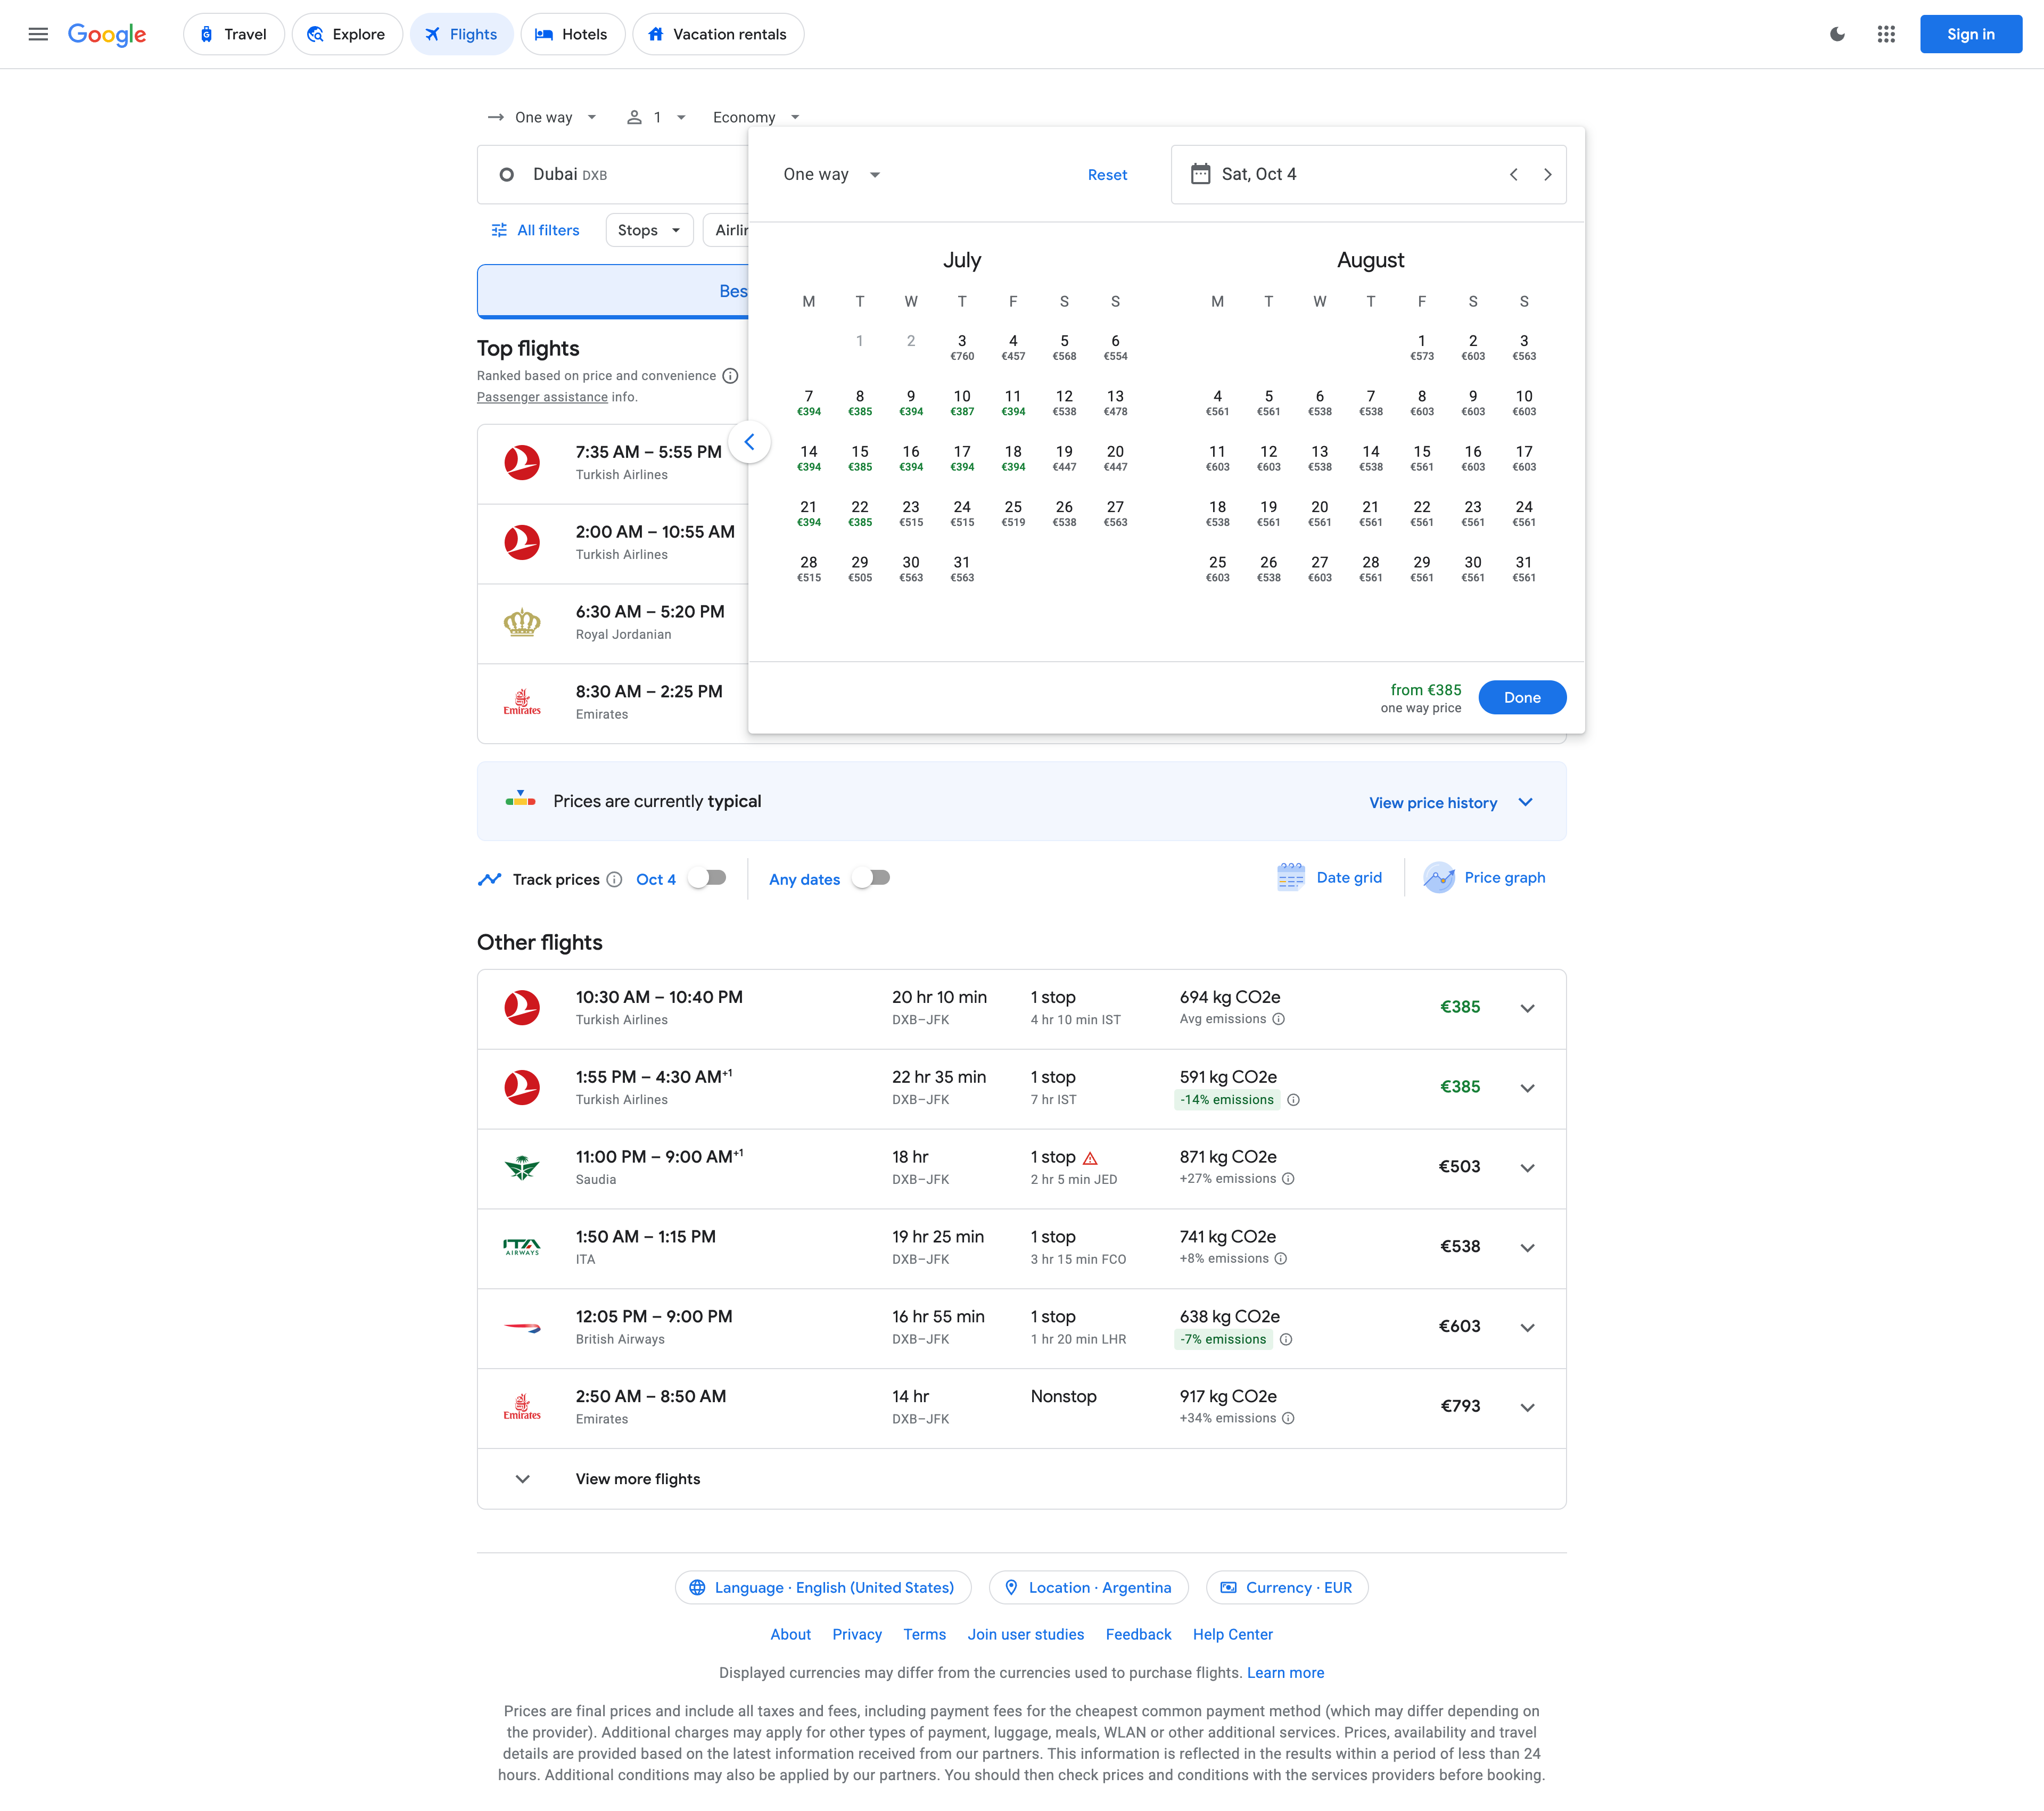 Google
Travel
Explore
Flights
Hotels
Vacation rentals
Sign in
One way
1
Economy
Dubai DXB
One way
Reset
Sat, Oct 4
All filters
Stops
Airlin
Bes
July
August
M T W T F S S
M T W T F S S
1 2 3 4 5 6
€760 €457 €568 €554
7 8 9 10 11 12 13
€394 €385 €394 €387 €394 €538 €478
14 15 16 17 18 19 20
€394 €385 €394 €394 €394 €447 €447
21 22 23 24 25 26 27
€394 €385 €515 €515 €519 €538 €563
28 29 30 31
€515 €505 €563 €563
1 2 3
€573 €603 €563
4 5 6 7 8 9 10
€561 €561 €538 €538 €603 €603 €603
11 12 13 14 15 16 17
€603 €603 €538 €538 €561 €603 €603
18 19 20 21 22 23 24
€538 €561 €561 €561 €561 €561 €561
25 26 27 28 29 30 31
€603 €538 €603 €561 €561 €561 €561
from €385
one way price
Done
Top flights
Ranked based on price and convenience
Passenger assistance info.
7:35 AM – 5:55 PM
Turkish Airlines
2:00 AM – 10:55 AM
Turkish Airlines
6:30 AM – 5:20 PM
Royal Jordanian
Emirates
8:30 AM – 2:25 PM
Emirates
Prices are currently typical
View price history
Track prices
Oct 4
Any dates
Date grid
Price graph
Other flights
10:30 AM – 10:40 PM
Turkish Airlines
20 hr 10 min
DXB–JFK
1 stop
4 hr 10 min IST
694 kg CO2e
Avg emissions
€385
1:55 PM – 4:30 AM+1
Turkish Airlines
22 hr 35 min
DXB–JFK
1 stop
7 hr IST
591 kg CO2e
-14% emissions
€385
11:00 PM – 9:00 AM+1
Saudia
18 hr
DXB–JFK
1 stop
2 hr 5 min JED
871 kg CO2e
+27% emissions
€503
ITA
AIRWAYS
1:50 AM – 1:15 PM
ITA
19 hr 25 min
DXB–JFK
1 stop
3 hr 15 min FCO
741 kg CO2e
+8% emissions
€538
12:05 PM – 9:00 PM
British Airways
16 hr 55 min
DXB–JFK
1 stop
1 hr 20 min LHR
638 kg CO2e
-7% emissions
€603
Emirates
2:50 AM – 8:50 AM
Emirates
14 hr
DXB–JFK
Nonstop
917 kg CO2e
+34% emissions
€793
View more flights
Language · English (United States)
Location · Argentina
Currency · EUR
About
Privacy
Terms
Join user studies
Feedback
Help Center
Displayed currencies may differ from the currencies used to purchase flights. Learn more
Prices are final prices and include all taxes and fees, including payment fees for the cheapest common payment method (which may differ depending on
the provider). Additional charges may apply for other types of payment, luggage, meals, WLAN or other additional services. Prices, availability and travel
details are provided based on the latest information received from our partners. This information is reflected in the results within a period of less than 24
hours. Additional conditions may also be applied by our partners. You should then check prices and conditions with the services providers before booking.